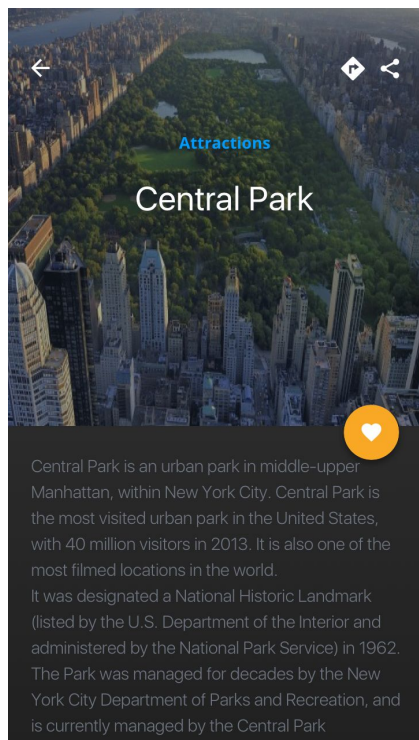 Attractions
Central Park
Central Park is an urban park in middle-upper
Manhattan, within New York City. Central Park is
the most visited urban park in the United States,
with 40 million visitors in 2013. It is also one of the
most filmed locations in the world.
It was designated a National Historic Landmark
(listed by the U.S. Department of the Interior and
administered by the National Park Service) in 1962.
The Park was managed for decades by the New
York City Department of Parks and Recreation, and
is currently managed by the Central Park